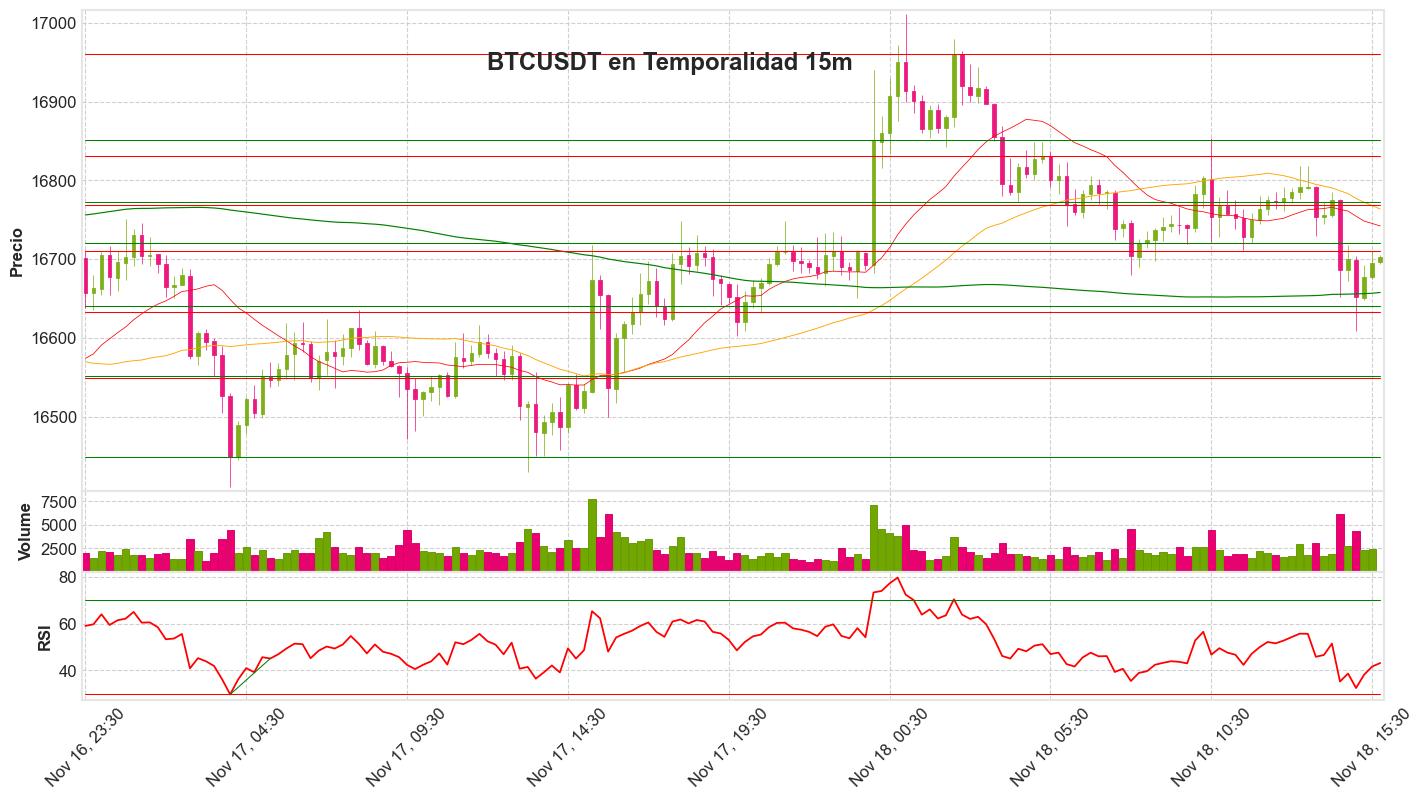 BTCUSDT en Temporalidad 15m
Precio
17000
16900
16800
16700
16600
16500
Volume
7500
5000
2500
RSI
80
60
40
Nov 16, 23:30
Nov 17, 04:30
Nov 17, 09:30
Nov 17, 14:30
Nov 17, 19:30
Nov 18, 00:30
Nov 18, 05:30
Nov 18, 10:30
Nov 18, 15:30